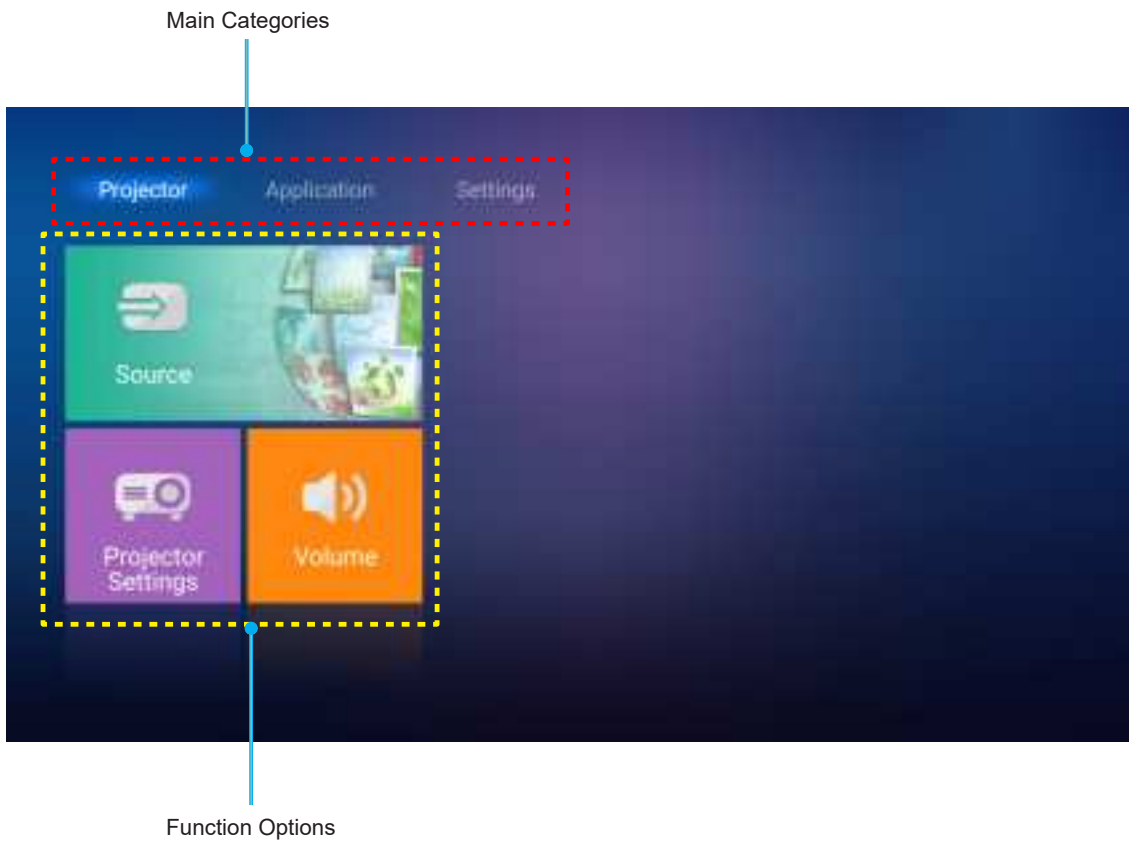 Main Categories
Projector Application Settings
Source
Projector
Settings
Volume
Function Options